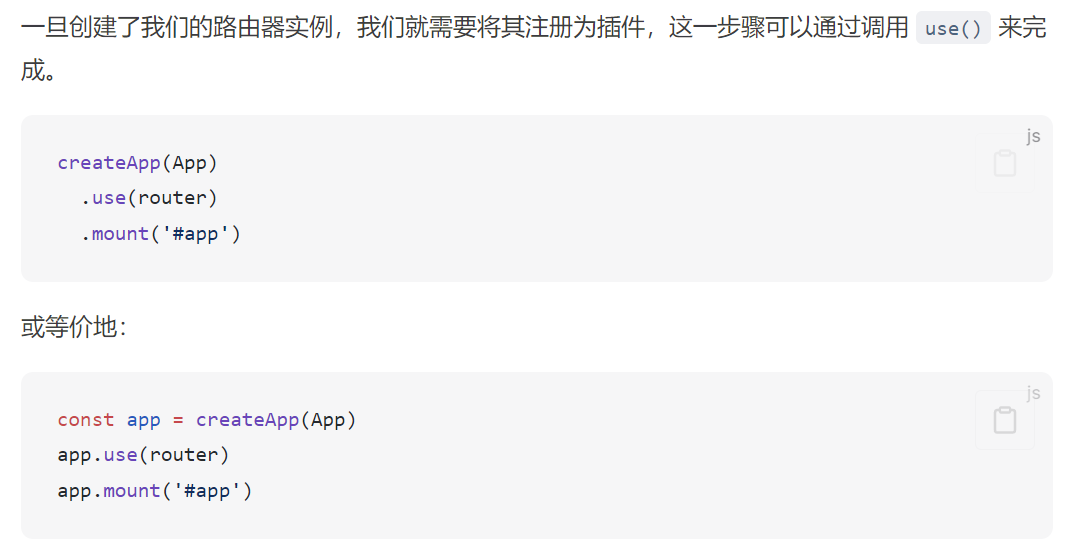 一旦创建了我们的路由器实例，我们就需要将其注册为插件，这一步骤可以通过调用 use() 来完
成。
js
createApp(App)
  .use(router)
  .mount('#app')
或等价地：
js
const app = createApp(App)
app.use(router)
app.mount('#app')